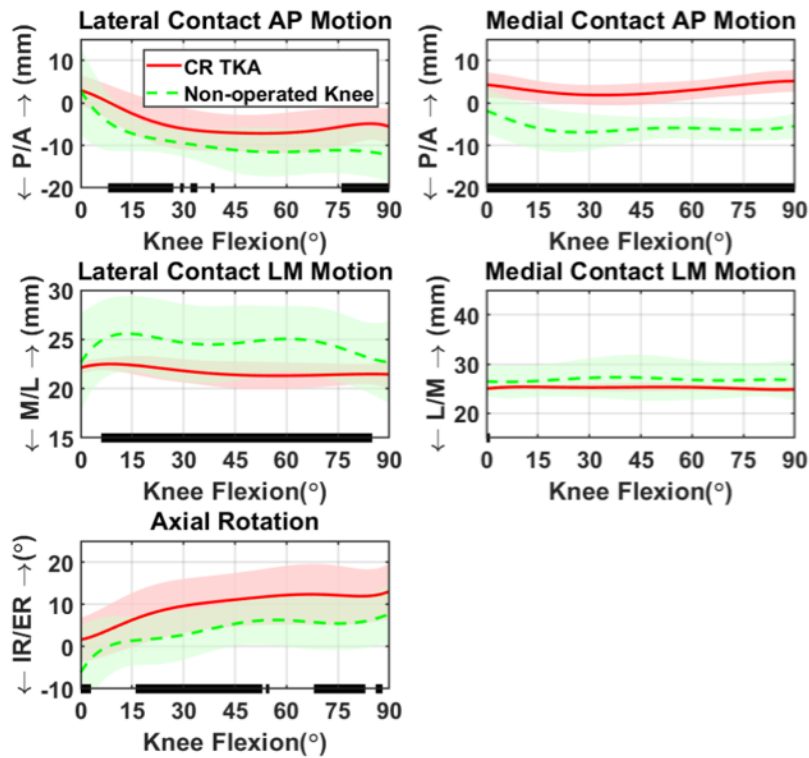 Lateral Contact AP Motion
← P/A → (mm)
10
0
-10
-20
CR TKA
Non-operated Knee
0 15 30 45 60 75 90
Knee Flexion(°)
Medial Contact AP Motion
← P/A → (mm)
10
0
-10
-20
0 15 30 45 60 75 90
Knee Flexion(°)
Lateral Contact LM Motion
← M/L → (mm)
30
25
20
15
0 15 30 45 60 75 90
Knee Flexion(°)
Medial Contact LM Motion
← L/M → (mm)
40
30
20
0 15 30 45 60 75 90
Knee Flexion(°)
Axial Rotation
← IR/ER →(°)
20
10
0
-10
0 15 30 45 60 75 90
Knee Flexion(°)